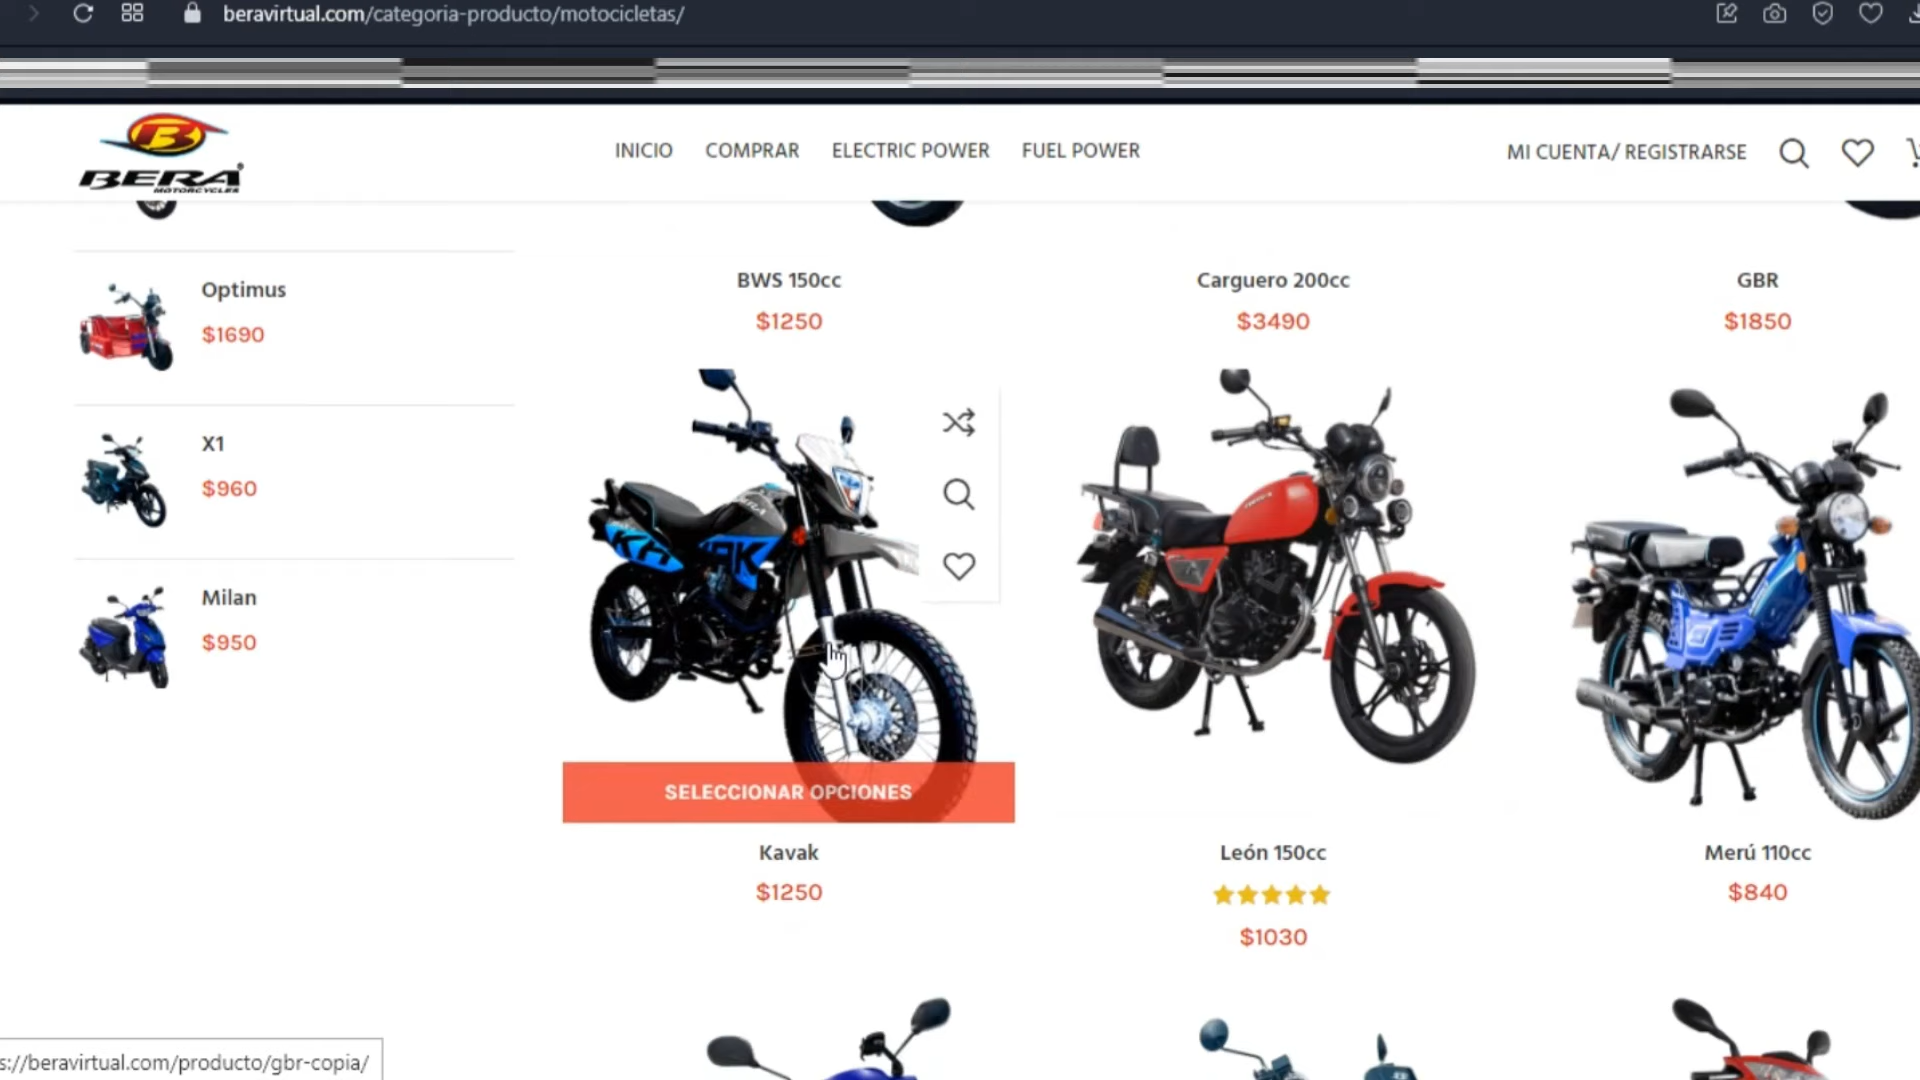 beravirtual.com/categoria-producto/motocicletas/
B
BERA
MOTORCYCLES
INICIO
COMPRAR
ELECTRIC POWER
FUEL POWER
MI CUENTA/ REGISTRARSE
Optimus
$1690
X1
$960
Milan
$950
BWS 150cc
$1250
Carguero 200cc
$3490
GBR
$1850
SELECCIONAR OPCIONES
Kavak
$1250
León 150cc
$1030
Merú 110cc
$840
s://beravirtual.com/producto/gbr-copia/